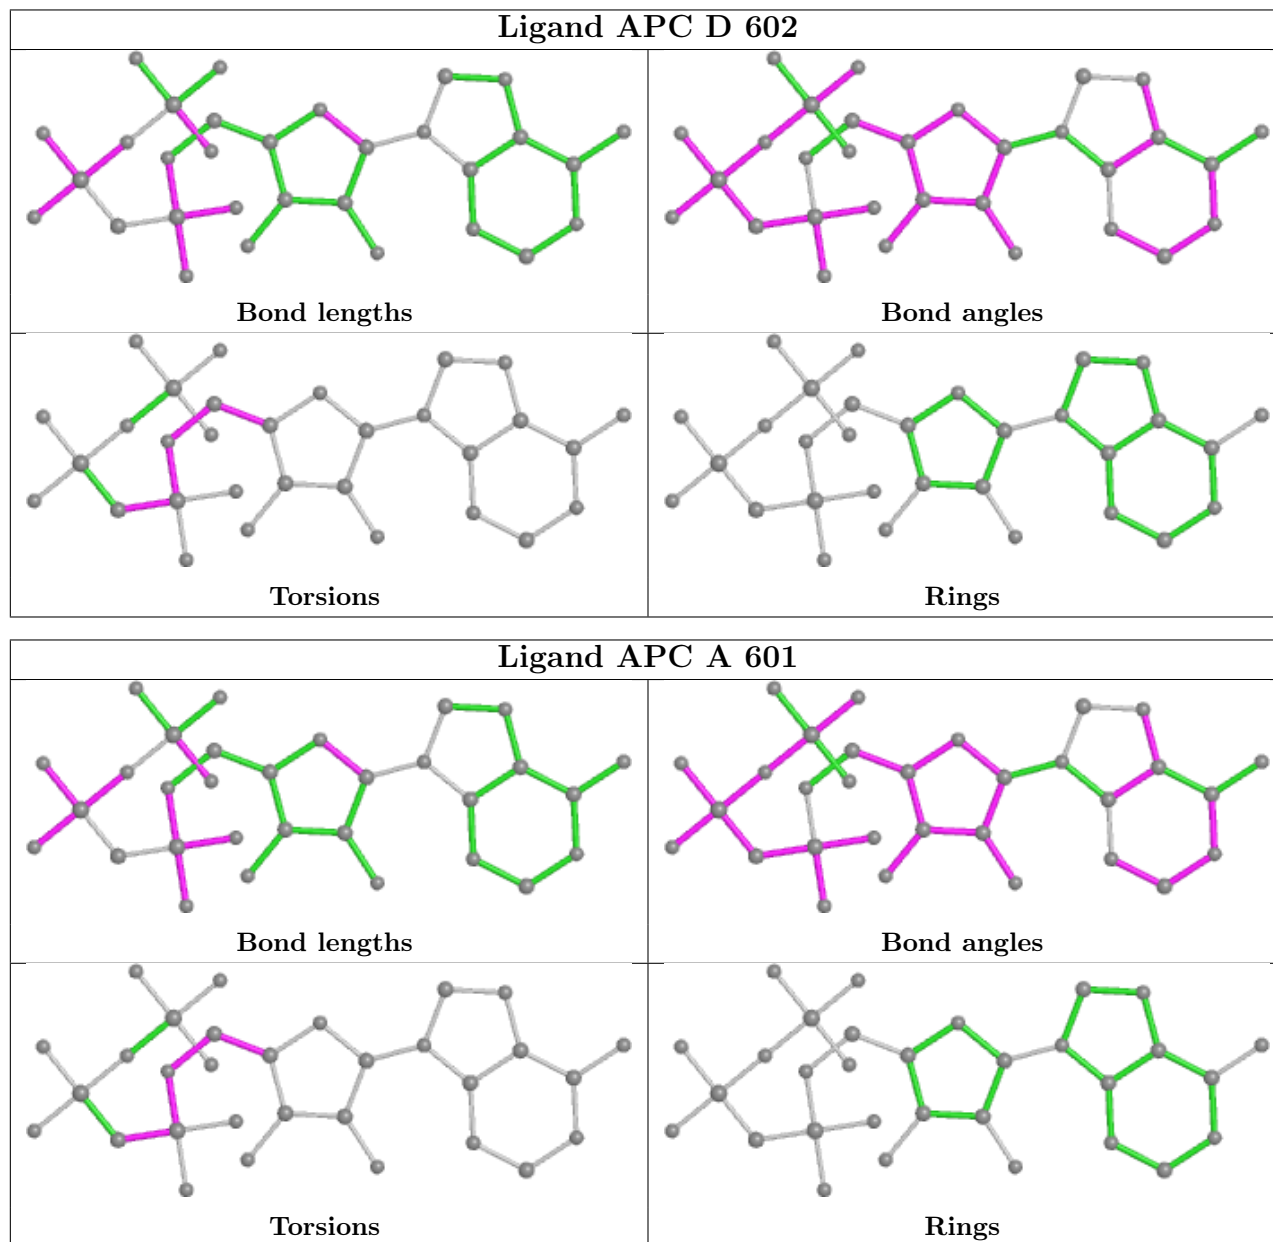 Ligand APC D 602
Bond lengths
Bond angles
Torsions
Rings
Ligand APC A 601
Bond lengths
Bond angles
Torsions
Rings